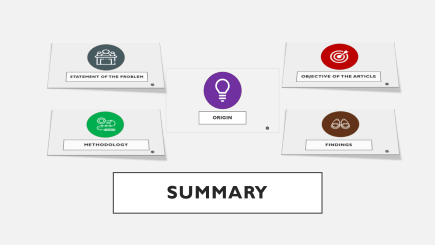 STATEMENT OF THE PROBLEM
OBJECTIVE OF THE ARTICLE
ORIGIN
METHODOLOGY
FINDINGS
SUMMARY